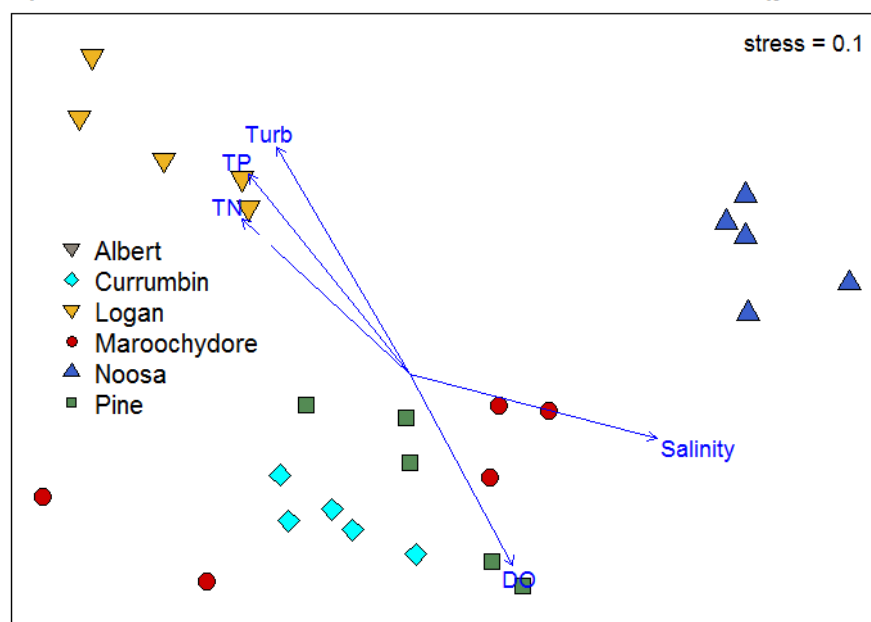 stress = 0.1
Turb
TP
TN
Albert
Currumbin
Logan
Maroochydore
Noosa
Pine
Salinity
DO